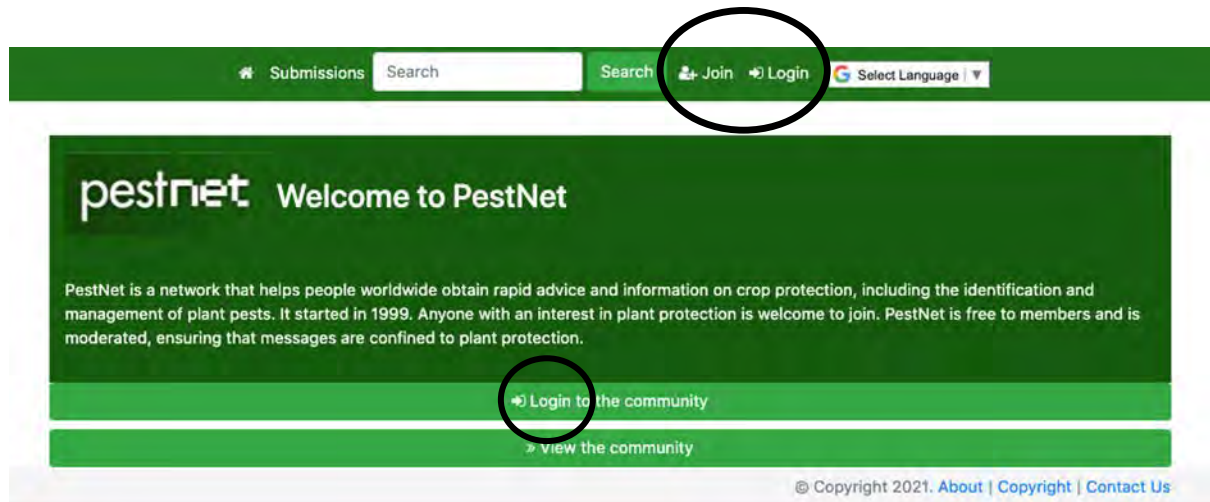 Submissions Search Search Join Login G Select Language ▼
pestnet Welcome to PestNet
PestNet is a network that helps people worldwide obtain rapid advice and information on crop protection, including the identification and
management of plant pests. It started in 1999. Anyone with an interest in plant protection is welcome to join. PestNet is free to members and is
moderated, ensuring that messages are confined to plant protection.
Login to the community
» View the community
© Copyright 2021. About | Copyright | Contact Us